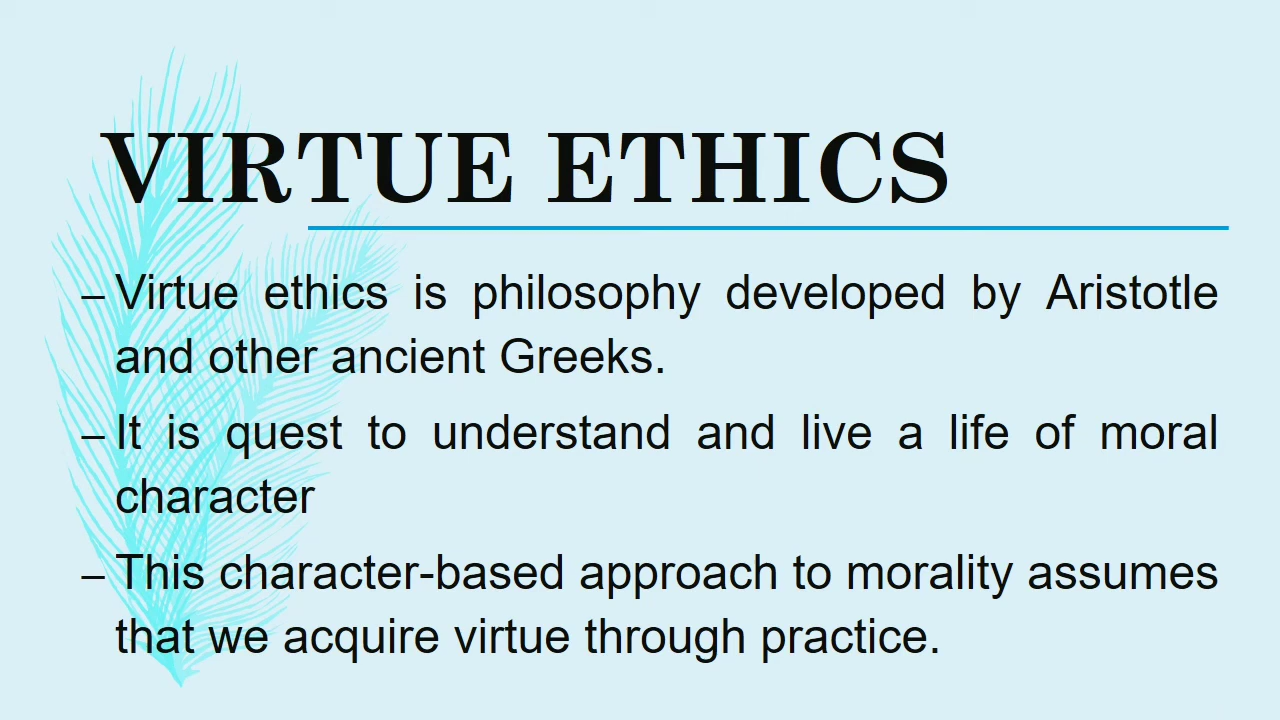 VIRTUE ETHICS
– Virtue ethics is philosophy developed by Aristotle
and other ancient Greeks.
– It is quest to understand and live a life of moral
character
– This character-based approach to morality assumes
that we acquire virtue through practice.